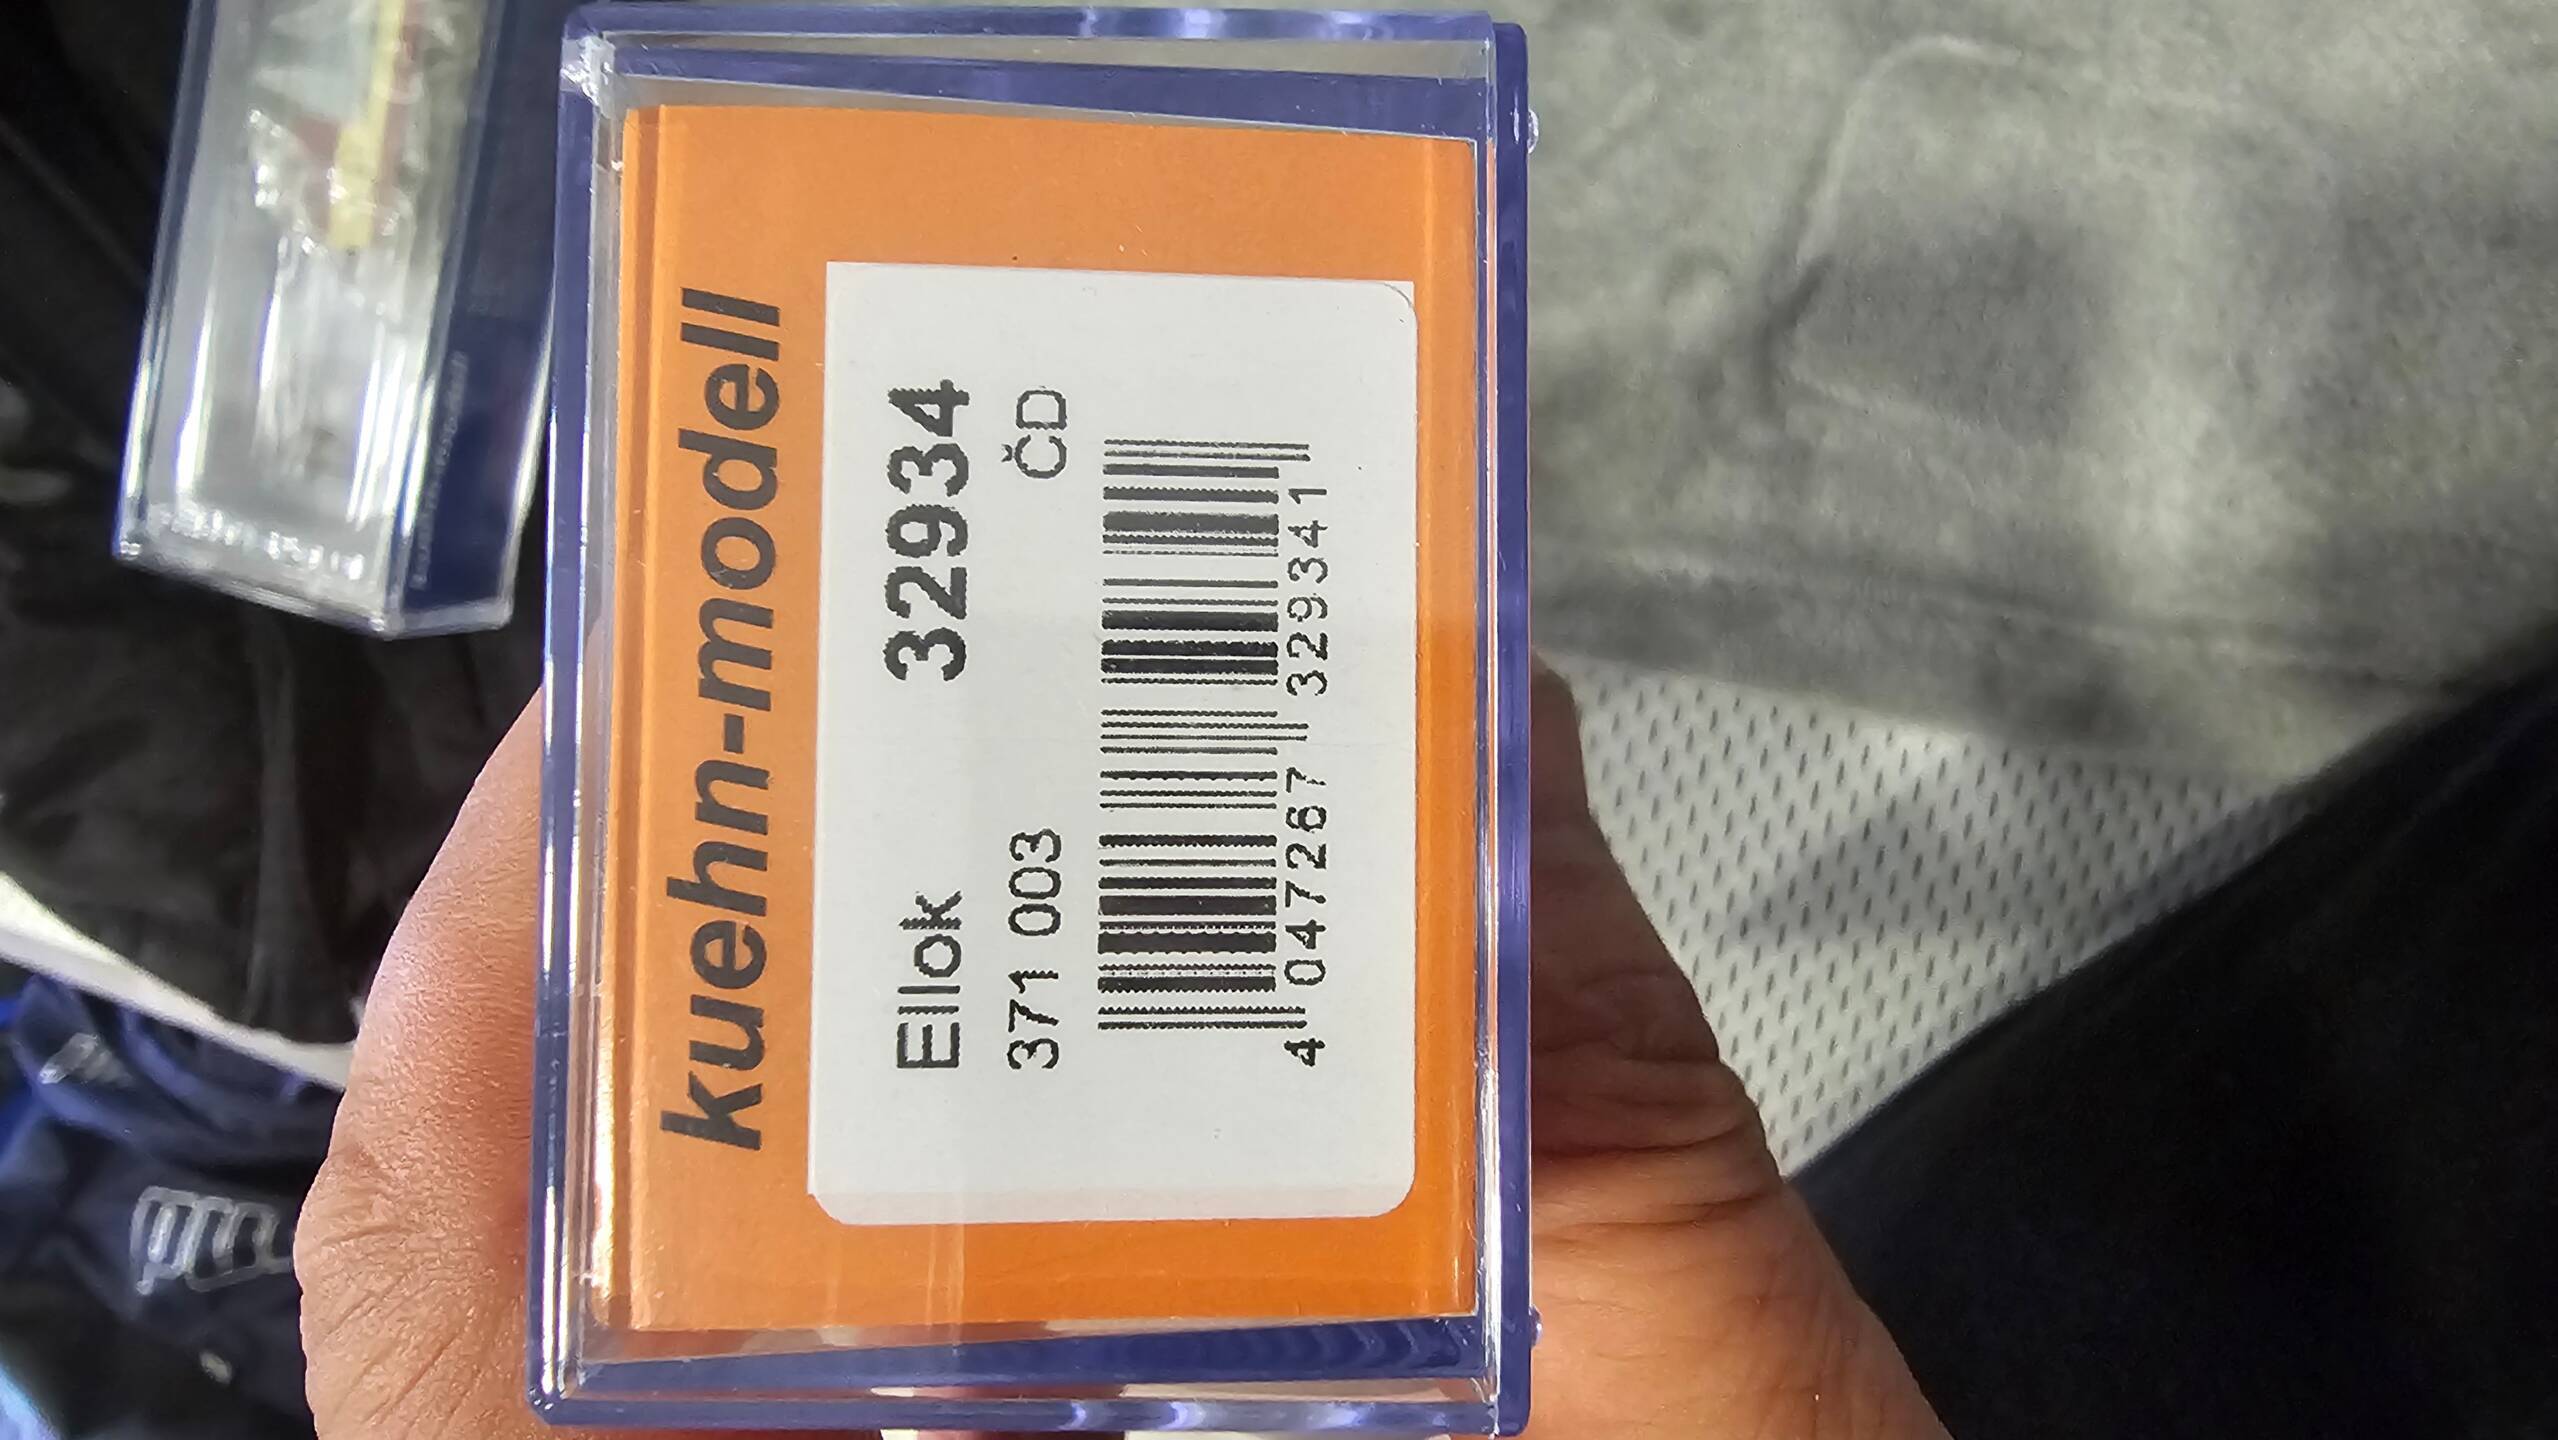 kuehn-modell
Ellok 32934
371 003 ČD
4 047267 329341